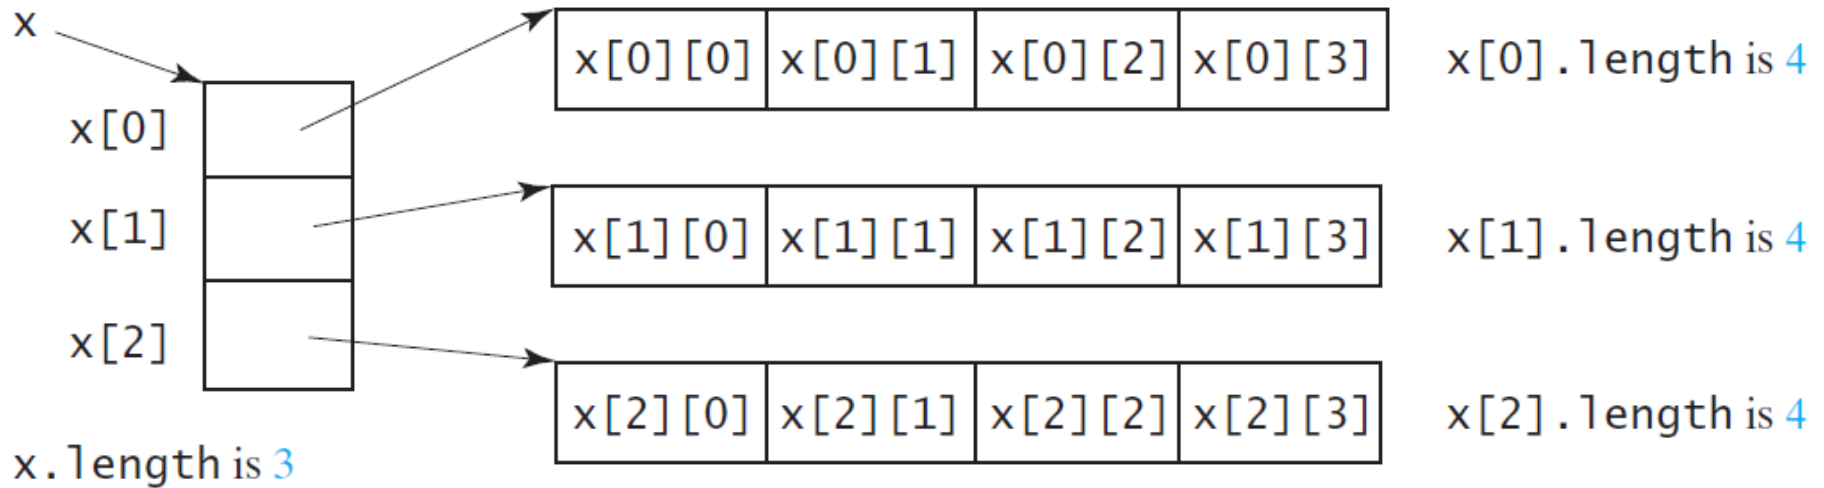 x
x[0][0] x[0][1] x[0][2] x[0][3] x[0].length is 4
x[0]
x[1]
x[1][0] x[1][1] x[1][2] x[1][3] x[1].length is 4
x[2]
x[2][0] x[2][1] x[2][2] x[2][3] x[2].length is 4
x.length is 3